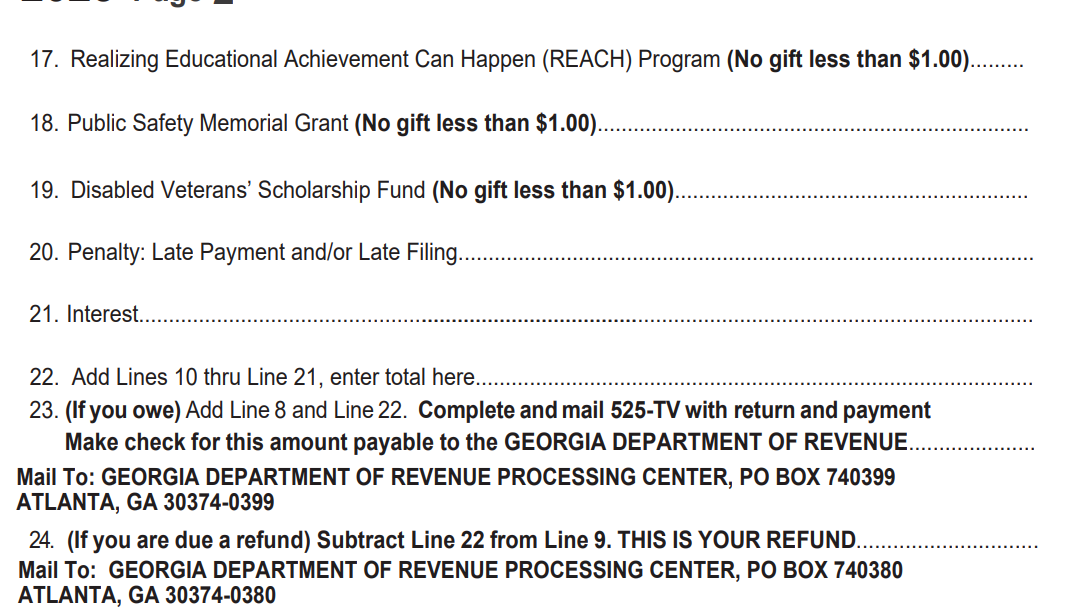 17. Realizing Educational Achievement Can Happen (REACH) Program (No gift less than $1.00).........
18. Public Safety Memorial Grant (No gift less than $1.00)........................................................................
19. Disabled Veterans’ Scholarship Fund (No gift less than $1.00)...........................................................
20. Penalty: Late Payment and/or Late Filing................................................................................................
21. Interest.....................................................................................................................................................
22. Add Lines 10 thru Line 21, enter total here.............................................................................................
23. (If you owe) Add Line 8 and Line 22. Complete and mail 525-TV with return and payment
Make check for this amount payable to the GEORGIA DEPARTMENT OF REVENUE.....................
Mail To: GEORGIA DEPARTMENT OF REVENUE PROCESSING CENTER, PO BOX 740399
ATLANTA, GA 30374-0399
24. (If you are due a refund) Subtract Line 22 from Line 9. THIS IS YOUR REFUND..............................
Mail To: GEORGIA DEPARTMENT OF REVENUE PROCESSING CENTER, PO BOX 740380
ATLANTA, GA 30374-0380